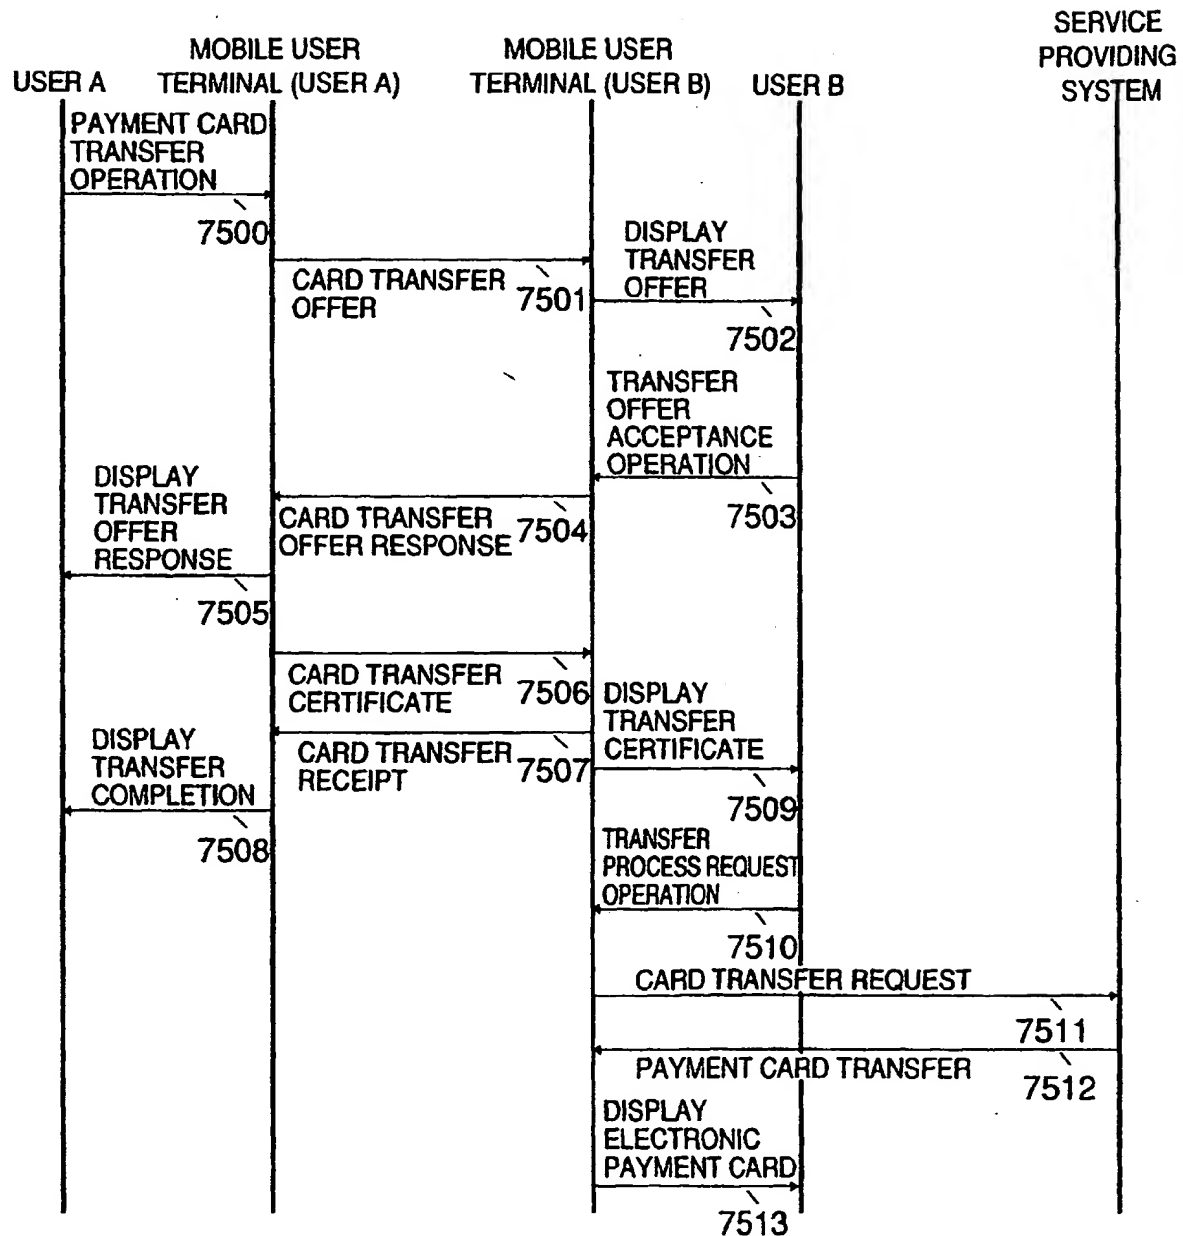 SERVICE
PROVIDING
SYSTEM
MOBILE USER
TERMINAL (USER A)
MOBILE USER
TERMINAL (USER B)
USER A
USER B
PAYMENT CARD
TRANSFER
OPERATION
7500
CARD TRANSFER
OFFER
7501
DISPLAY
TRANSFER
OFFER
7502
TRANSFER
OFFER
ACCEPTANCE
OPERATION
7503
CARD TRANSFER
OFFER RESPONSE
7504
DISPLAY
TRANSFER
OFFER
RESPONSE
7505
CARD TRANSFER
CERTIFICATE
7506
CARD TRANSFER
RECEIPT
7507
DISPLAY
TRANSFER
COMPLETION
7508
DISPLAY
TRANSFER
CERTIFICATE
7509
TRANSFER
PROCESS REQUEST
OPERATION
7510
CARD TRANSFER REQUEST
7511
PAYMENT CARD TRANSFER
7512
DISPLAY
ELECTRONIC
PAYMENT CARD
7513